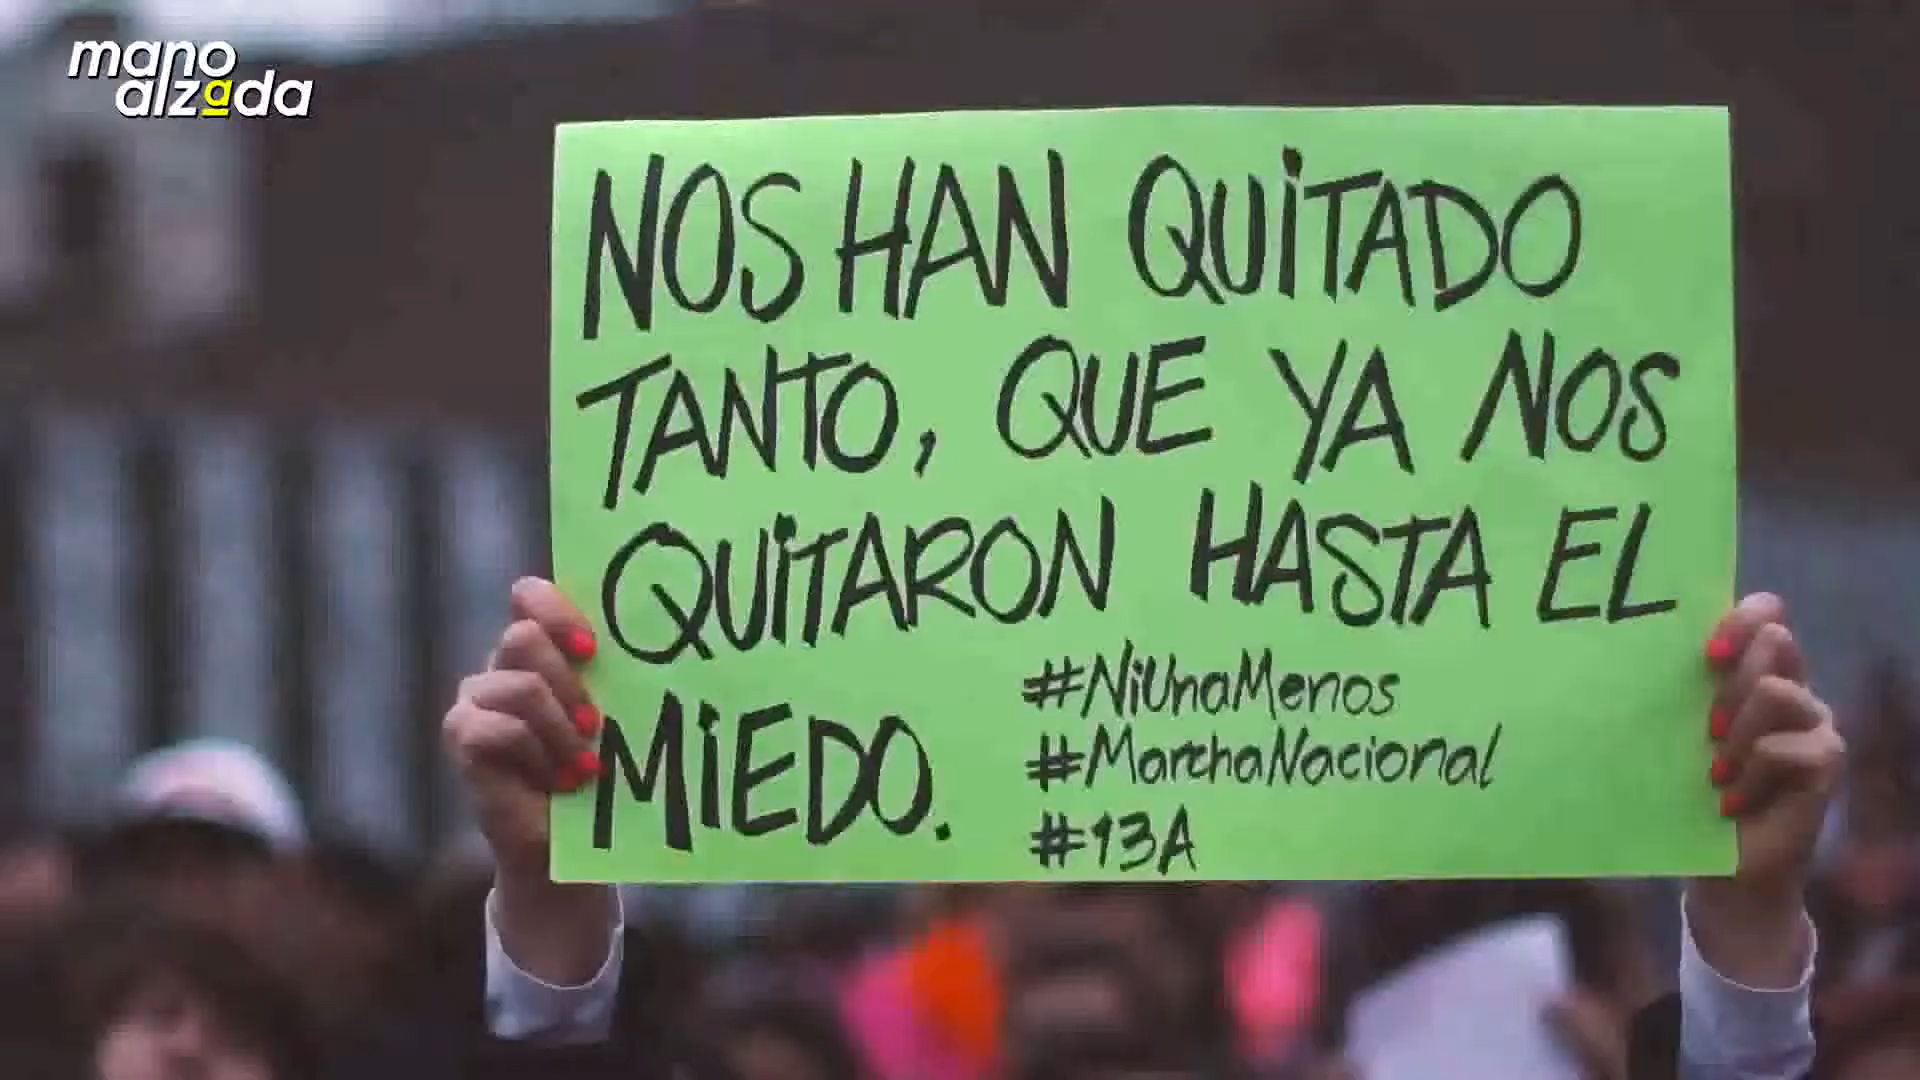 mano
alzada
NOS HAN QUITADO
TANTO, QUE YA NOS
QUITARON HASTA EL
MIEDO.
#NiUnaMenos
#MarchaNacional
#13A